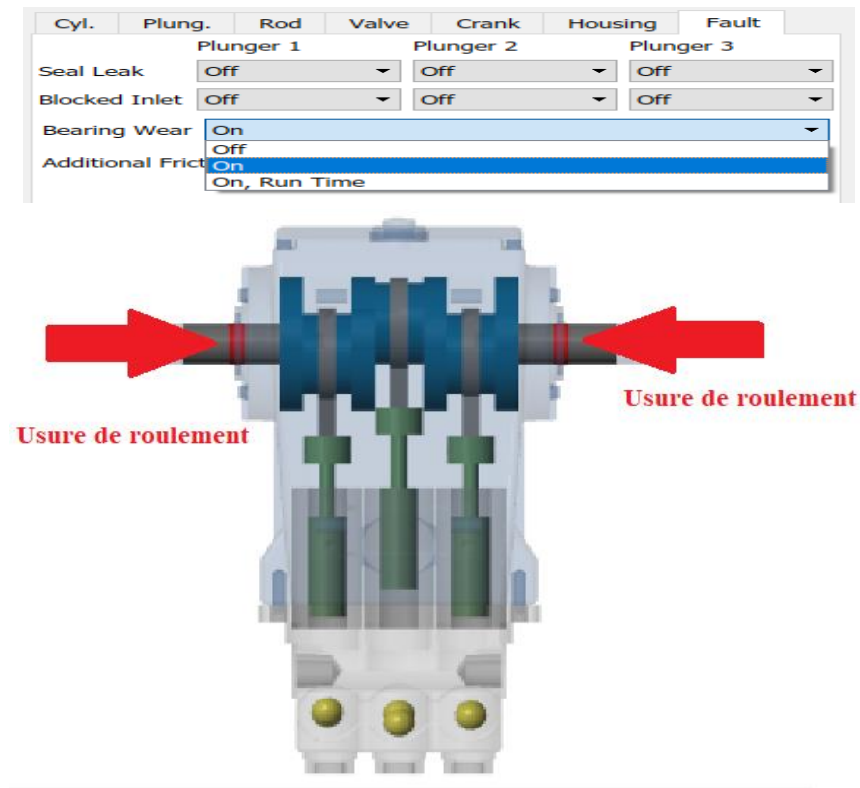 Cyl. Plung. Rod Valve Crank Housing Fault
Plunger 1 Plunger 2 Plunger 3
Seal Leak Off Off Off
Blocked Inlet Off Off Off
Bearing Wear On
Off
Additional Frict On
On, Run Time
Usure de roulement
Usure de roulement